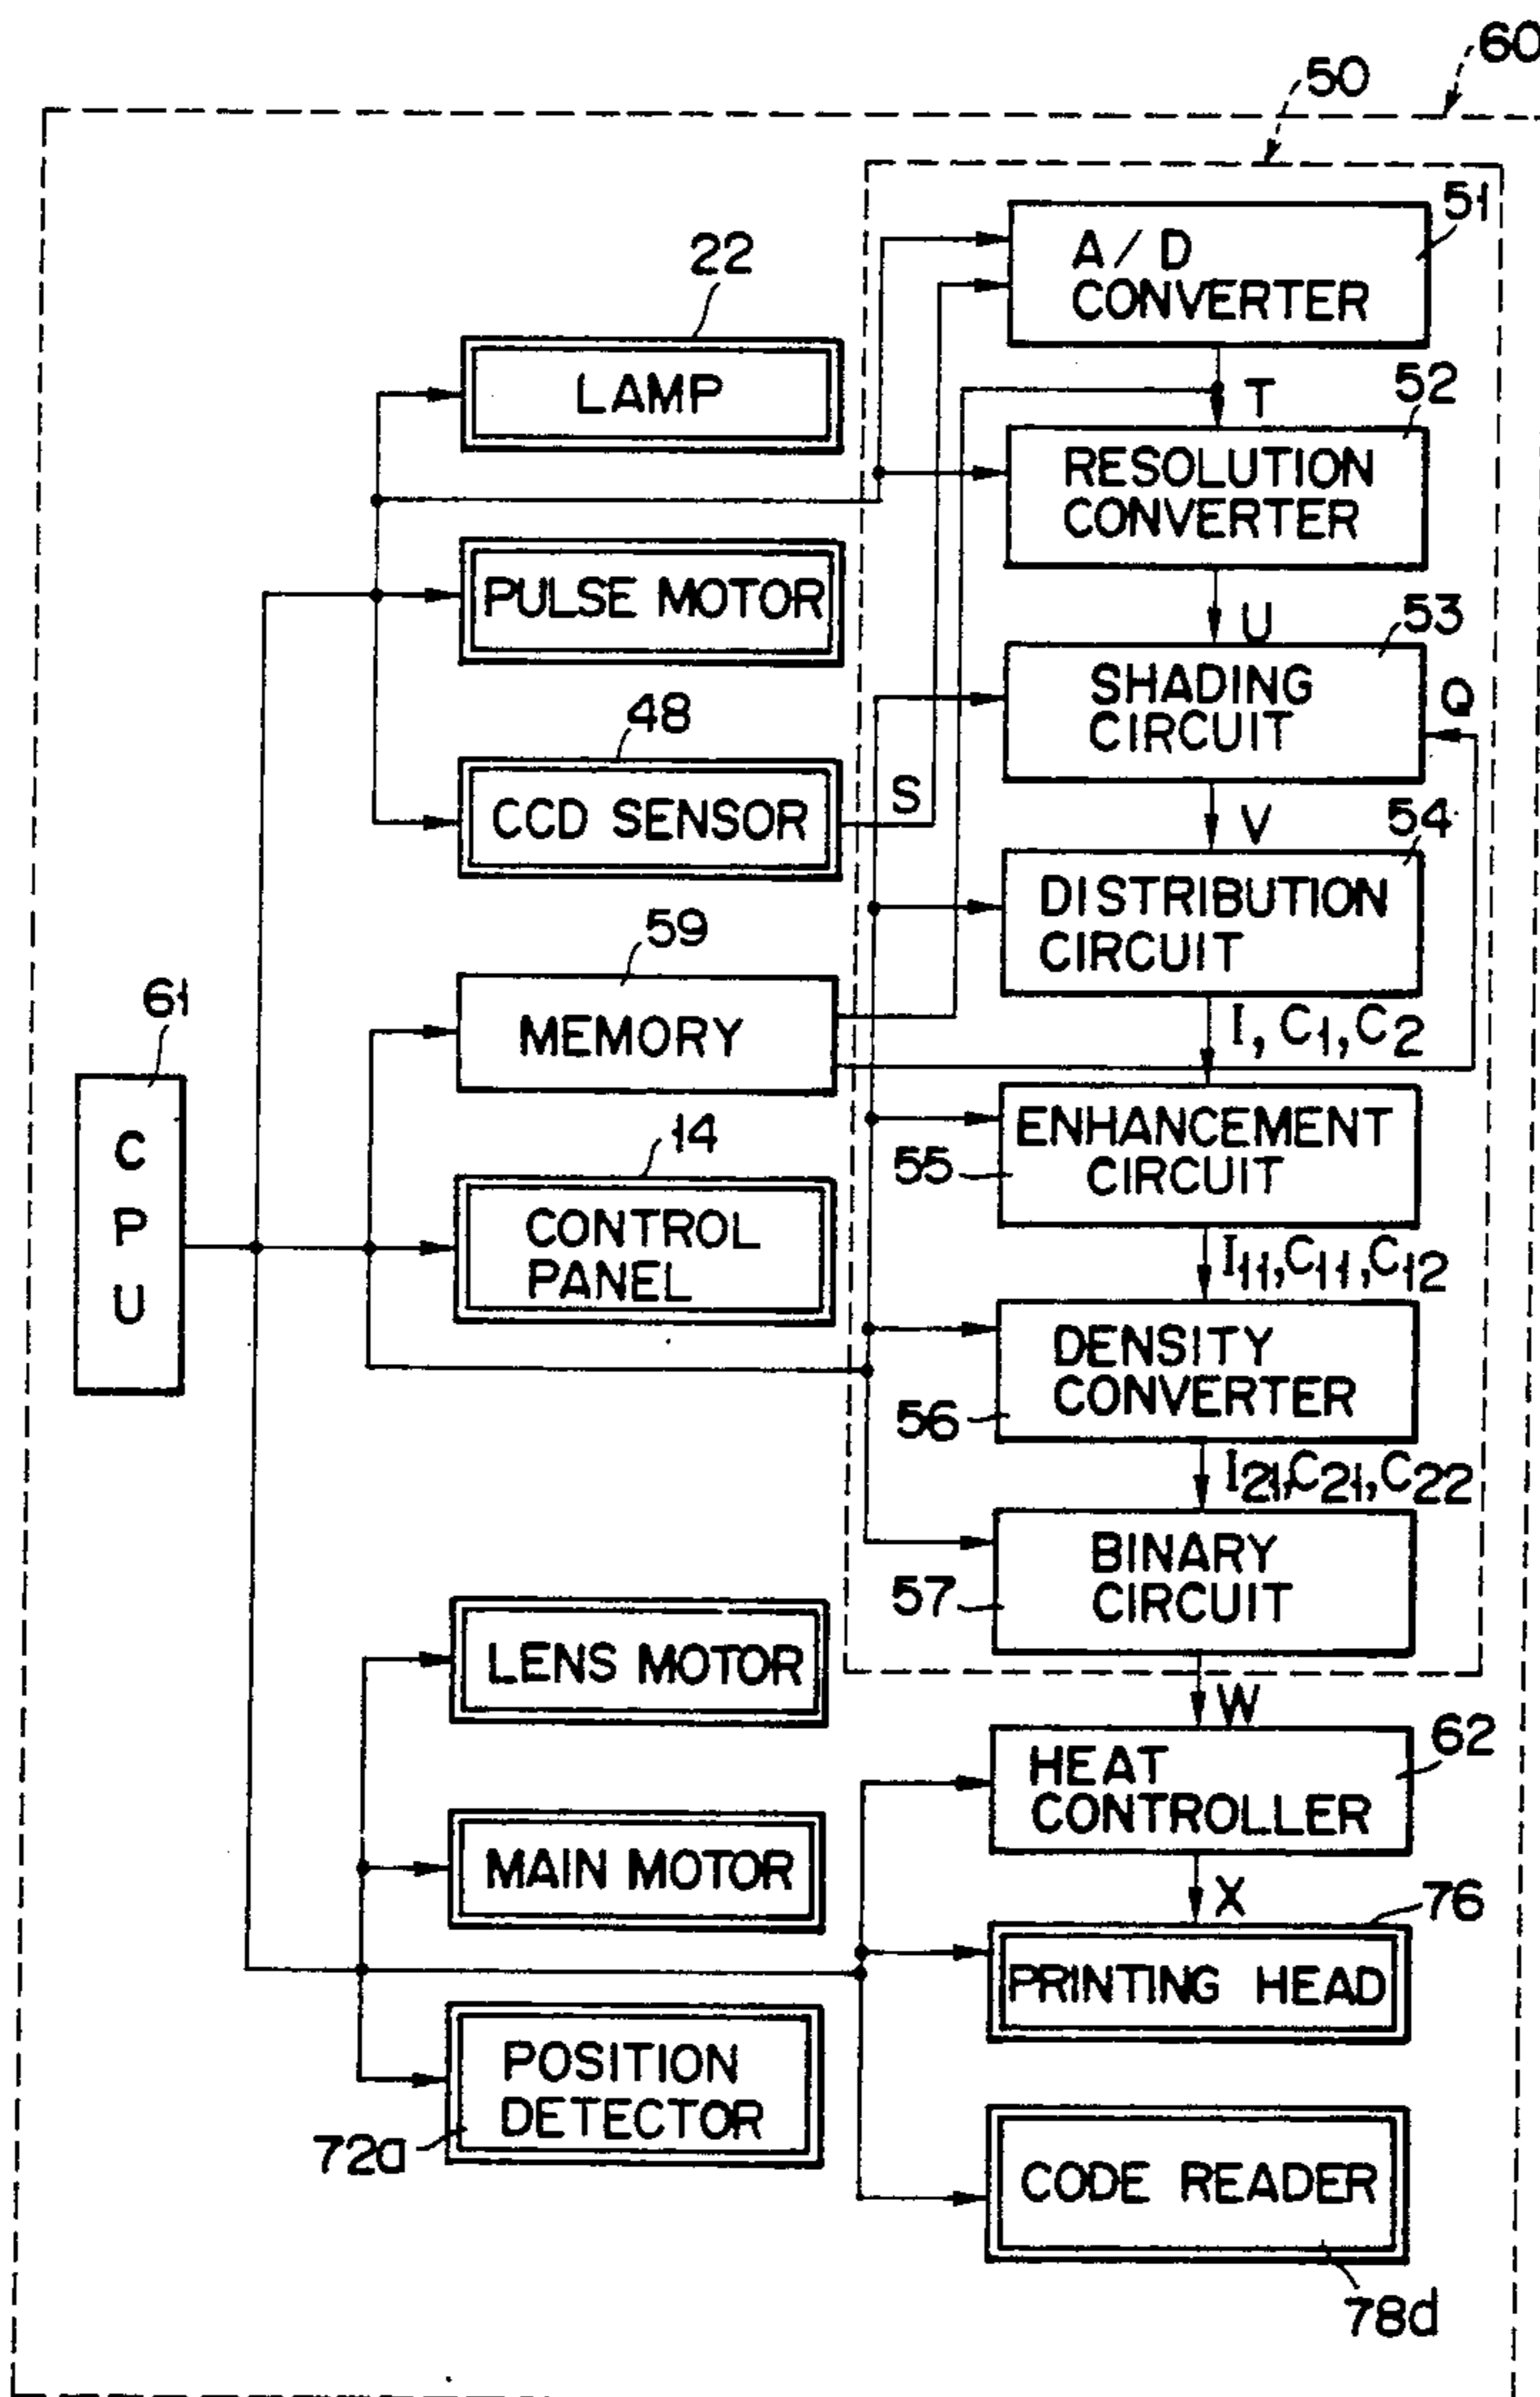 60
50
51
A/D
CONVERTER
22
LAMP
T
52
RESOLUTION
CONVERTER
PULSE MOTOR
U
53
SHADING
CIRCUIT
Q
48
CCD SENSOR
S
V
54
DISTRIBUTION
CIRCUIT
59
MEMORY
I, C1, C2
61
C
P
U
14
CONTROL
PANEL
55
ENHANCEMENT
CIRCUIT
I11, C11, C12
56
DENSITY
CONVERTER
I21, C21, C22
57
BINARY
CIRCUIT
LENS MOTOR
W
62
HEAT
CONTROLLER
MAIN MOTOR
X
76
PRINTING HEAD
POSITION
DETECTOR
72a
CODE READER
78d